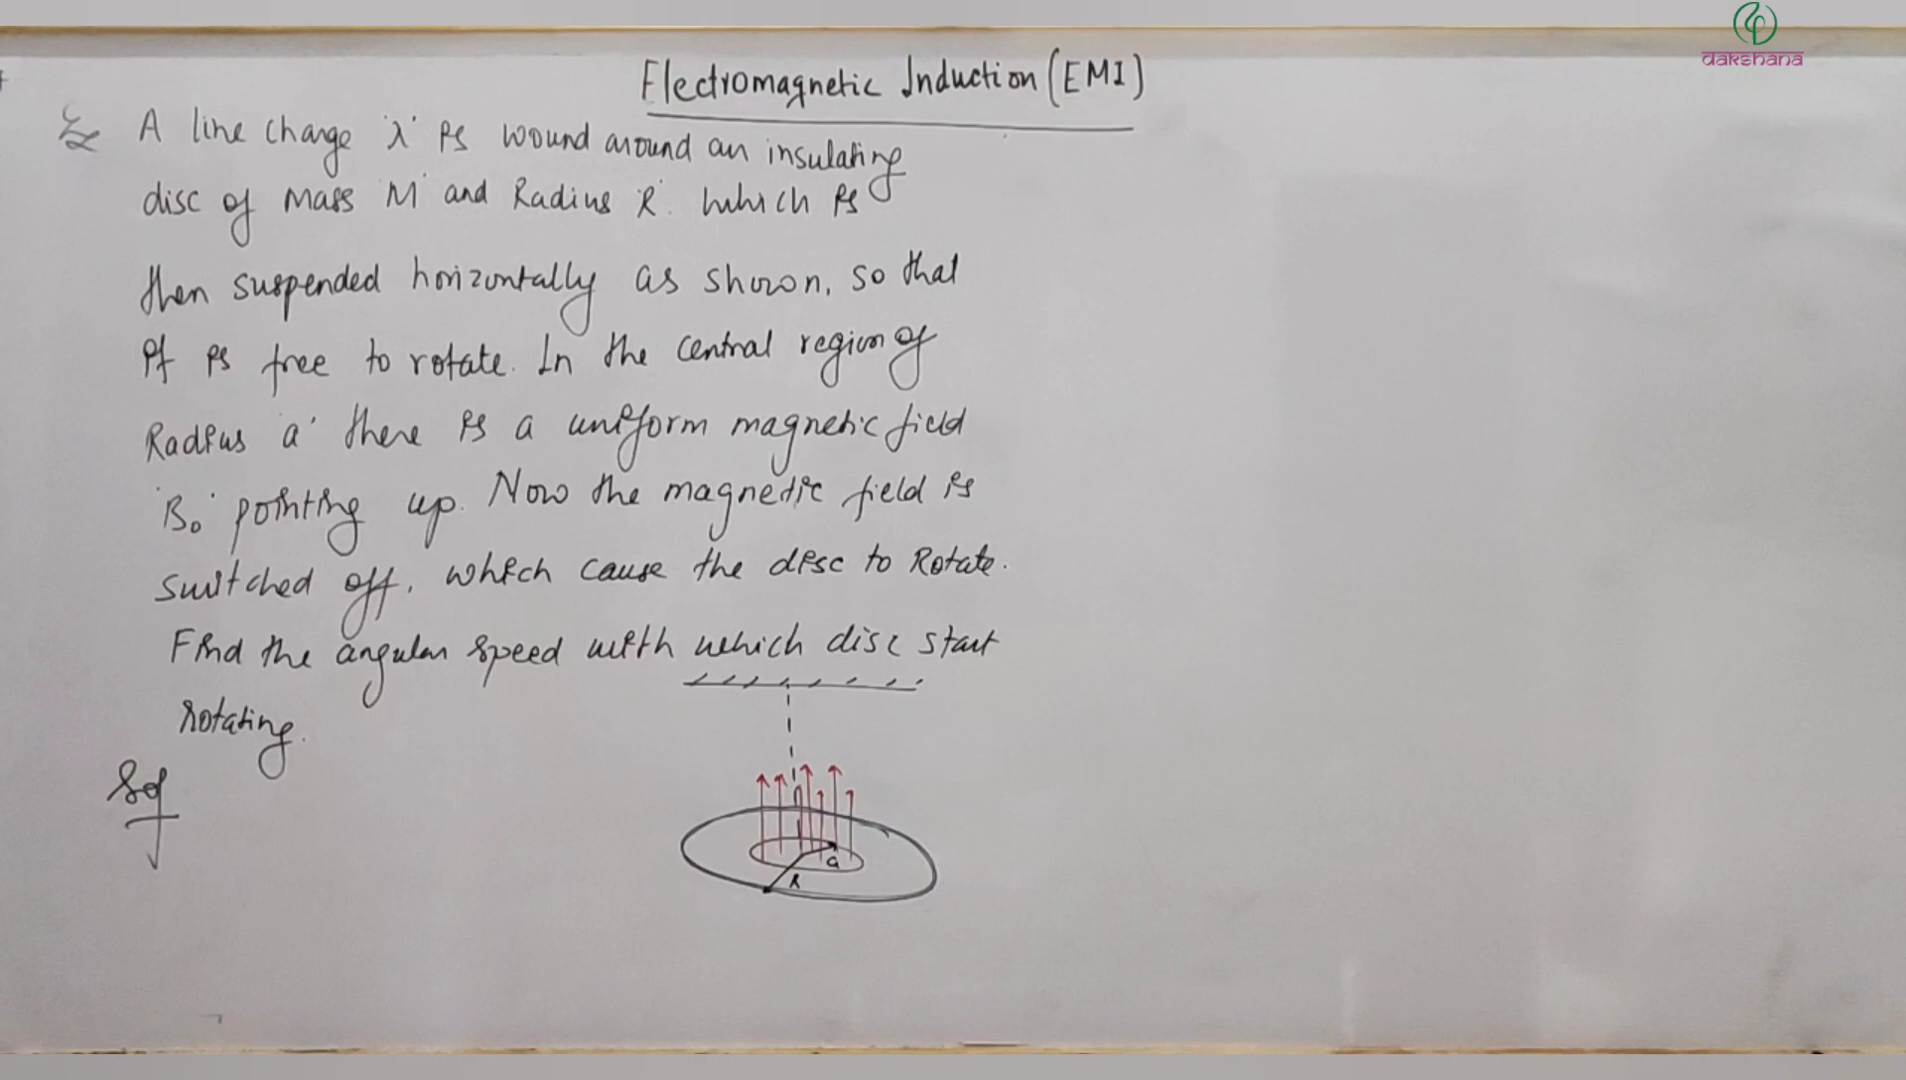 dakshana
Electromagnetic Induction (EMI)
Ex A line charge 'λ' is wound around an insulating
disc of mass 'M' and Radius 'R'. which is
then suspended horizontally as shown, so that
it is free to rotate. In the central region of
Radius 'a' there is a uniform magnetic field
'B₀' pointing up. Now the magnetic field is
switched off, which cause the disc to Rotate.
Find the angular speed with which disc start
rotating.
Sol
a
R